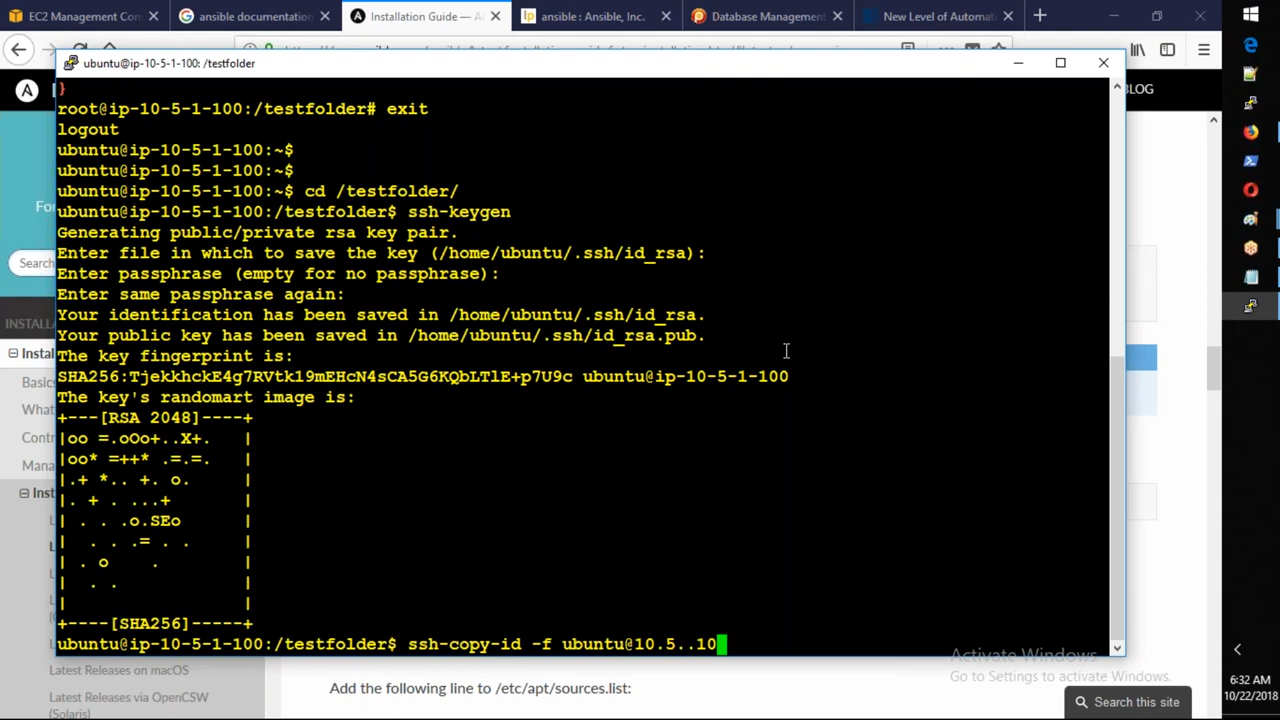 EC2 Management Con
ansible documentation
Installation Guide — A
ansible : Ansible, Inc.
Database Management
New Level of Automati
ubuntu@ip-10-5-1-100: /testfolder
BLOG
}
root@ip-10-5-1-100:/testfolder# exit
logout
ubuntu@ip-10-5-1-100:~$
ubuntu@ip-10-5-1-100:~$
ubuntu@ip-10-5-1-100:~$ cd /testfolder/
ubuntu@ip-10-5-1-100:/testfolder$ ssh-keygen
Generating public/private rsa key pair.
Enter file in which to save the key (/home/ubuntu/.ssh/id_rsa):
Enter passphrase (empty for no passphrase):
Enter same passphrase again:
Your identification has been saved in /home/ubuntu/.ssh/id_rsa.
Your public key has been saved in /home/ubuntu/.ssh/id_rsa.pub.
The key fingerprint is:
SHA256:TjekkhckE4g7RVtk19mEHcN4sCA5G6KQbLTlE+p7U9c ubuntu@ip-10-5-1-100
The key's randomart image is:
+---[RSA 2048]----+
|oo =.oOo+..X+.   |
|oo* =++* .=.=.   |
|.+ *.. +. o.     |
|. + . ...+       |
| . . .o.SEo      |
|  . . .= . .     |
| . o    .        |
|  . .            |
|                 |
+----[SHA256]-----+
ubuntu@ip-10-5-1-100:/testfolder$ ssh-copy-id -f ubuntu@10.5..10
Fo
Search
INSTALL
Instal
Basics
What
Contr
Mana
Inst
L
Latest Releases on macOS
Latest Releases via OpenCSW
(Solaris)
Add the following line to /etc/apt/sources.list:
Activate Windows
Go to Settings to activate Windows.
Search this site
6:32 AM
10/22/2018